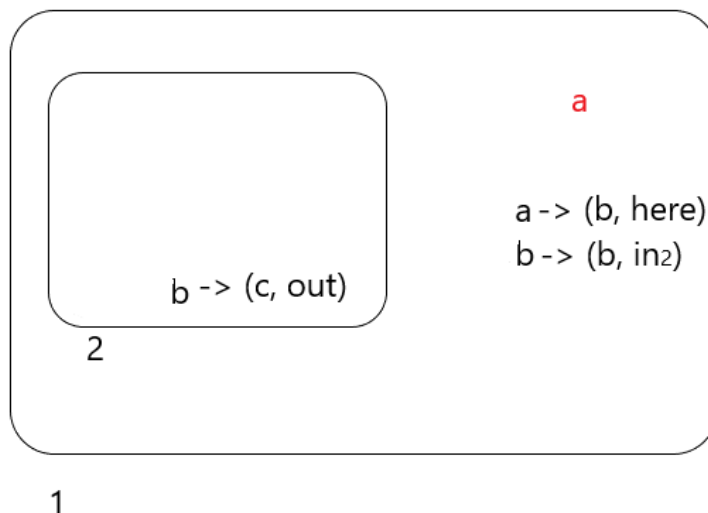 a
a -> (b, here)
b -> (b, in2)
b -> (c, out)
2
1